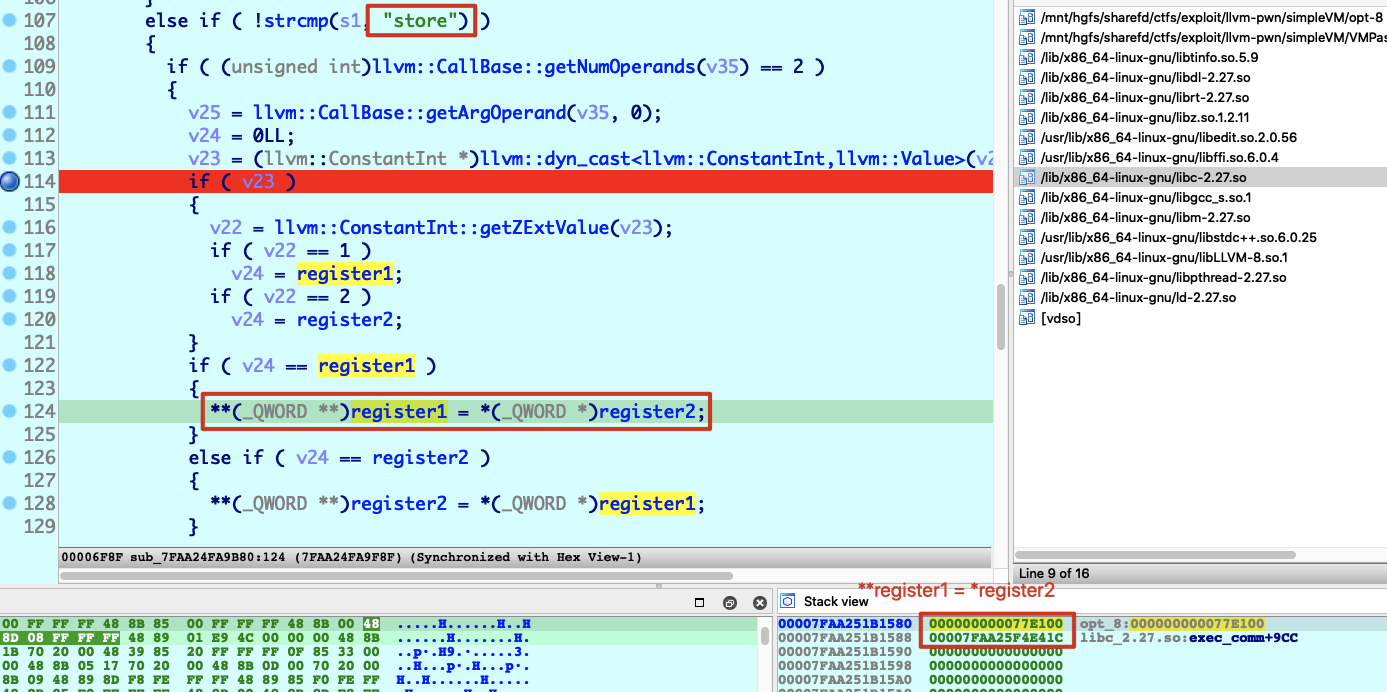 107 else if ( !strcmp(s1, "store") )
108 {
109 if ( (unsigned int)llvm::CallBase::getNumOperands(v35) == 2 )
110 {
111 v25 = llvm::CallBase::getArgOperand(v35, 0);
112 v24 = 0LL;
113 v23 = (llvm::ConstantInt *)llvm::dyn_cast<llvm::ConstantInt,llvm::Value>(v2
114 if ( v23 )
115 {
116 v22 = llvm::ConstantInt::getZExtValue(v23);
117 if ( v22 == 1 )
118 v24 = register1;
119 if ( v22 == 2 )
120 v24 = register2;
121 }
122 if ( v24 == register1 )
123 {
124 **(_QWORD **)register1 = *(_QWORD *)register2;
125 }
126 else if ( v24 == register2 )
127 {
128 **(_QWORD **)register2 = *(_QWORD *)register1;
129 }
00006F8F sub_7FAA24FA9B80:124 (7FAA24FA9F8F) (Synchronized with Hex View-1)
/mnt/hgfs/sharefd/ctfs/exploit/llvm-pwn/simpleVM/opt-8
/mnt/hgfs/sharefd/ctfs/exploit/llvm-pwn/simpleVM/VMPas
/lib/x86_64-linux-gnu/libtinfo.so.5.9
/lib/x86_64-linux-gnu/libdl-2.27.so
/lib/x86_64-linux-gnu/librt-2.27.so
/lib/x86_64-linux-gnu/libz.so.1.2.11
/usr/lib/x86_64-linux-gnu/libedit.so.2.0.56
/usr/lib/x86_64-linux-gnu/libffi.so.6.0.4
/lib/x86_64-linux-gnu/libc-2.27.so
/lib/x86_64-linux-gnu/libgcc_s.so.1
/lib/x86_64-linux-gnu/libm-2.27.so
/usr/lib/x86_64-linux-gnu/libstdc++.so.6.0.25
/usr/lib/x86_64-linux-gnu/libLLVM-8.so.1
/lib/x86_64-linux-gnu/libpthread-2.27.so
/lib/x86_64-linux-gnu/ld-2.27.so
[vdso]
Line 9 of 16
**register1 = *register2
00 FF FF FF 48 8B 85 00 FF FF FF 48 8B 00 48 .....H......H..H
8D 08 FF FF FF 48 89 01 E9 4C 00 00 00 48 8B
1B 70 20 00 48 39 85 20 FF FF FF 0F 85 33 00
00 48 8B 05 17 70 20 00 48 8B 0D 00 70 20 00
8B 09 48 89 8D F8 FE FF FF 48 89 85 F0 FE FF
Stack view
00007FAA251B1580 000000000077E100 opt_8:000000000077E100
00007FAA251B1588 00007FAA25F4E41C libc_2.27.so:exec_comm+9CC
00007FAA251B1590 0000000000000000
00007FAA251B1598 0000000000000000
00007FAA251B15A0 0000000000000000